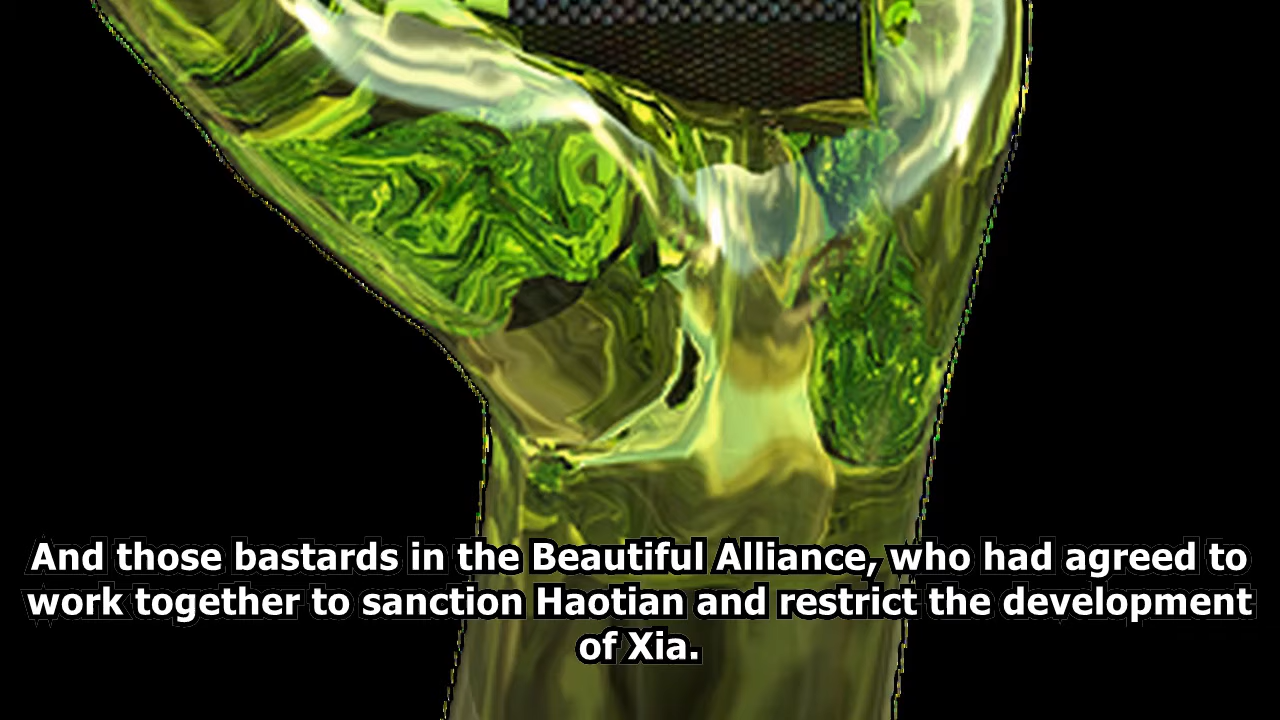 And those bastards in the Beautiful Alliance, who had agreed to
work together to sanction Haotian and restrict the development
of Xia.